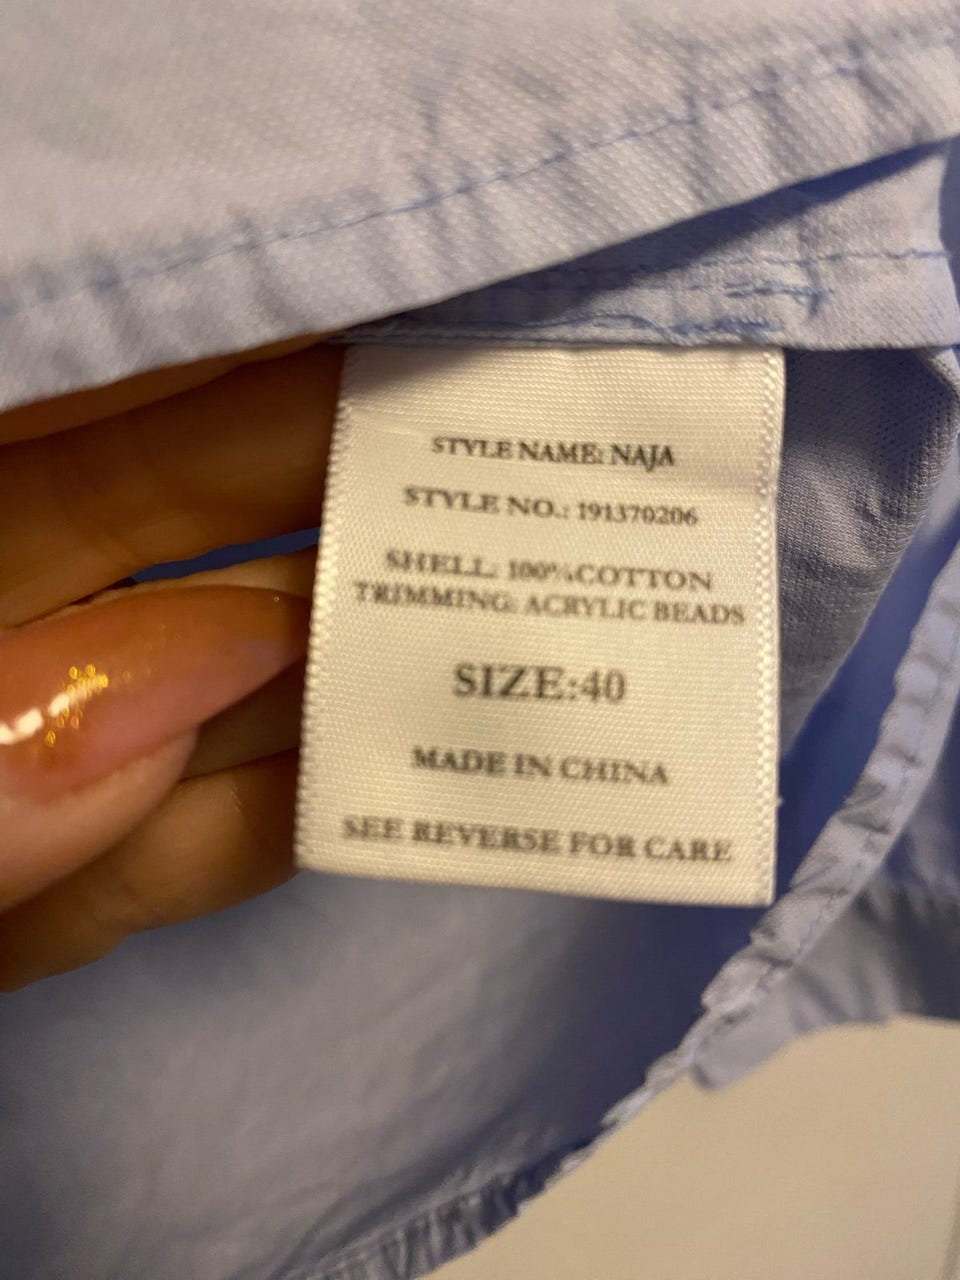 STYLE NAME: NAJA
STYLE NO.: 191370206
SHELL: 100%COTTON
TRIMMING: ACRYLIC BEADS
SIZE:40
MADE IN CHINA
SEE REVERSE FOR CARE